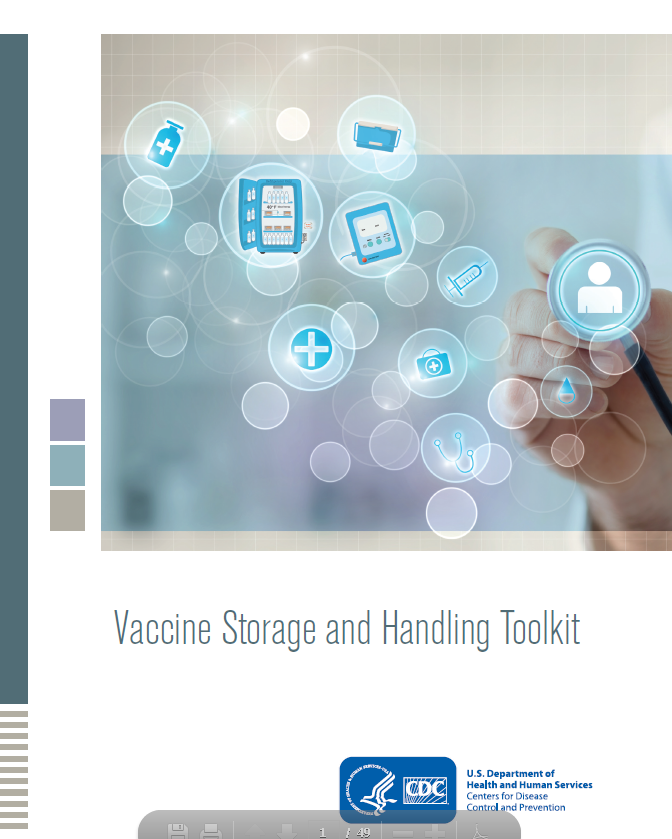 Vaccine Storage and Handling Toolkit
CDC
U.S. Department of
Health and Human Services
Centers for Disease
Control and Prevention
1 / 49